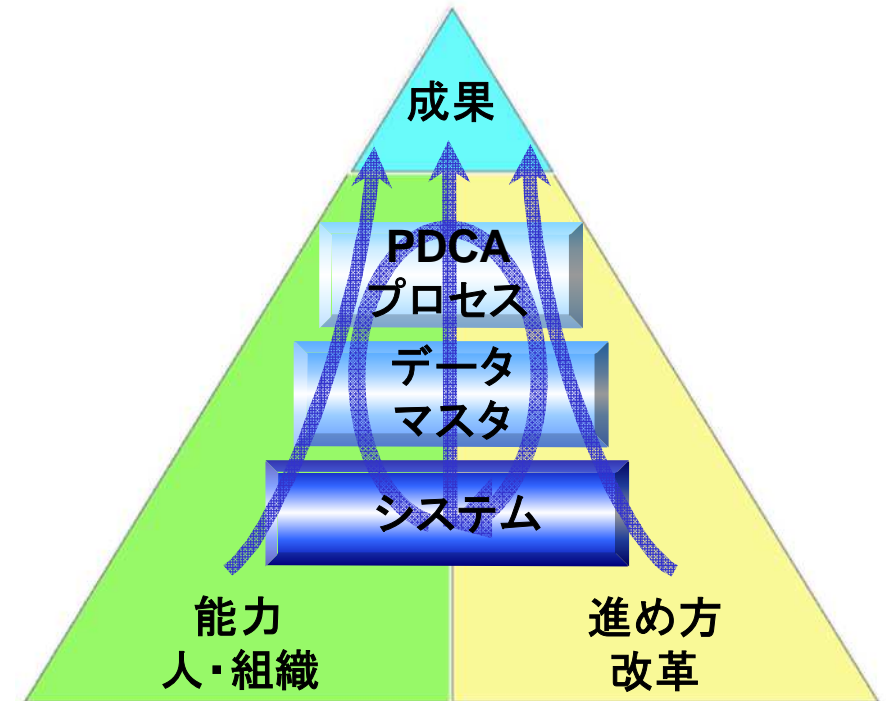 成果
PDCA
プロセス
データ
マスタ
システム
能力
人・組織
進め方
改革